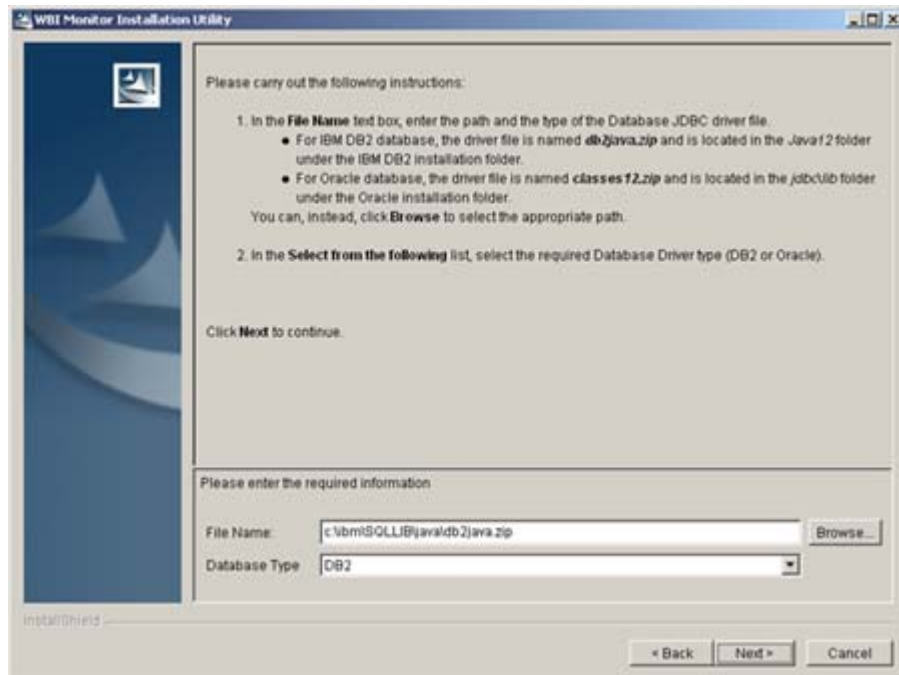 WBI Monitor Installation Utility
Please carry out the following instructions:
1. In the File Name text box, enter the path and the type of the Database JDBC driver file.
● For IBM DB2 database, the driver file is named db2java.zip and is located in the Java12 folder
under the IBM DB2 installation folder.
● For Oracle database, the driver file is named classes12.zip and is located in the jdbc\lib folder
under the Oracle installation folder.
You can, instead, click Browse to select the appropriate path.
2. In the Select from the following list, select the required Database Driver type (DB2 or Oracle).
Click Next to continue.
Please enter the required information
File Name: c:\ibm\SQLLIB\java\db2java.zip Browse...
Database Type DB2
InstallShield
< Back Next > Cancel